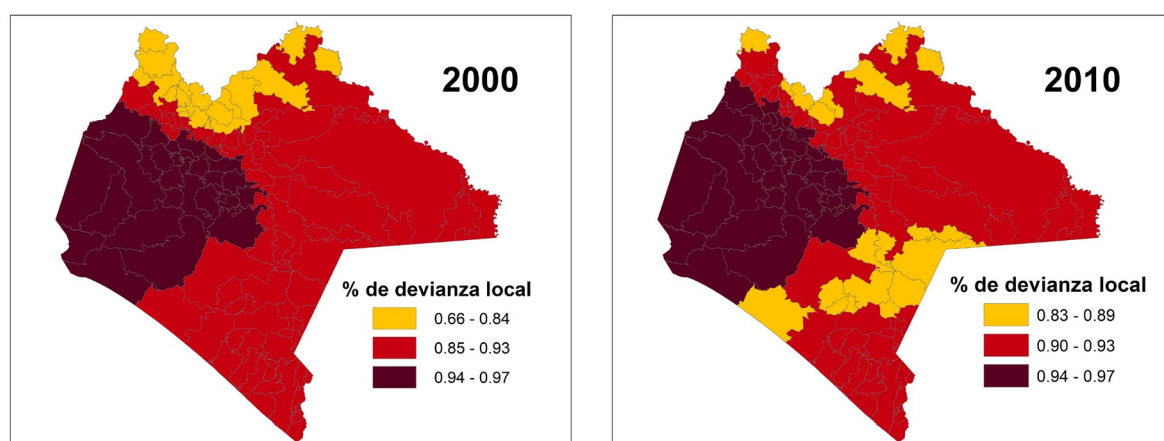 2000
% de devianza local
0.66 - 0.84
0.85 - 0.93
0.94 - 0.97
2010
% de devianza local
0.83 - 0.89
0.90 - 0.93
0.94 - 0.97